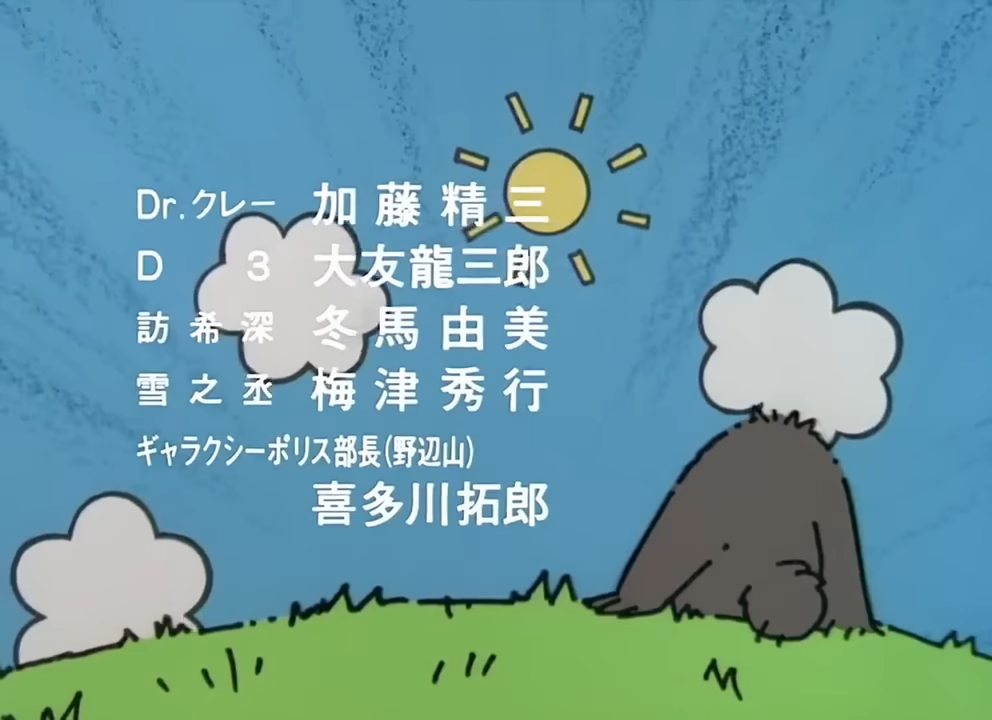 Dr.クレー 加藤精三
D 3 大友龍三郎
訪希深 冬馬由美
雪之丞 梅津秀行
ギャラクシーポリス部長(野辺山)
喜多川拓郎